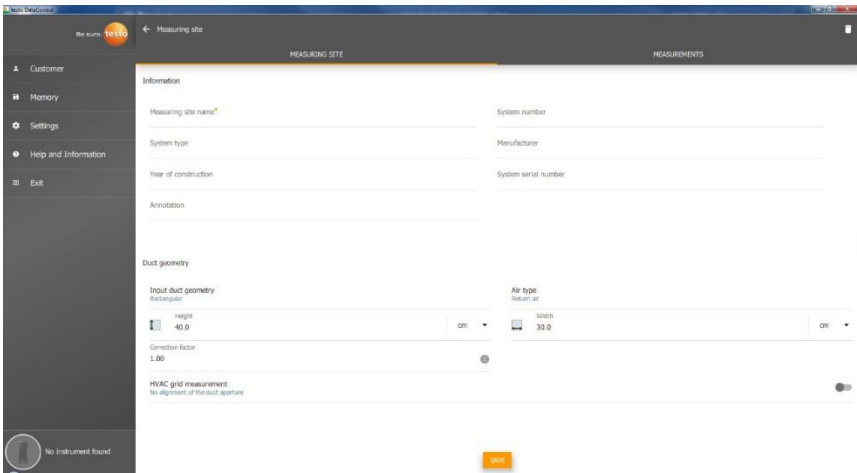 testo DataControl
Be sure. testo
Measuring site
MEASURING SITE
MEASUREMENTS
Customer
Memory
Settings
Help and Information
Exit
Information
Measuring site name*
System number
System type
Manufacturer
Year of construction
System serial number
Annotation
Duct geometry
Input duct geometry
Rectangular
Air type
Return air
Height
40.0
cm
Width
30.0
cm
Correction factor
1.00
HVAC grid measurement
No alignment of the duct aperture
No instrument found
SAVE